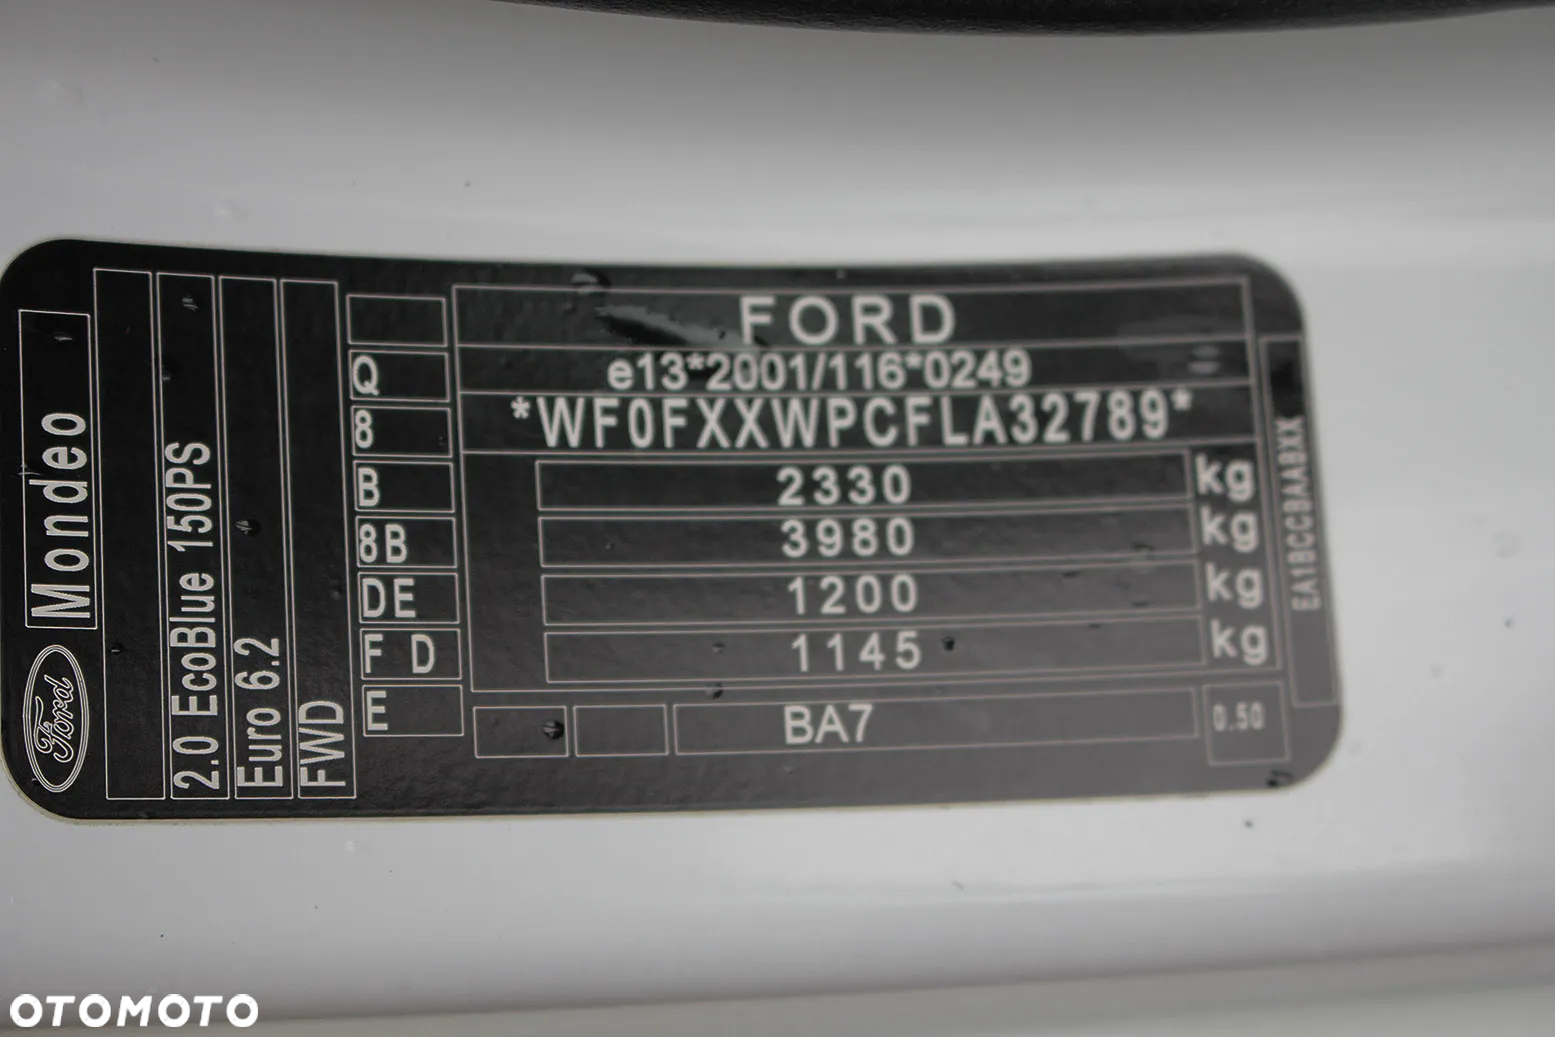 Ford
Mondeo
2.0 EcoBlue 150PS
Euro 6.2
FWD
Q
8
B
8B
DE
F D
E
FORD
e13*2001/116*0249
*WF0FXXWPCFLA32789*
2330 kg
3980 kg
1200 kg
1145 kg
BA7
0.50
EA1BCCBAABXX
OTOMOTO